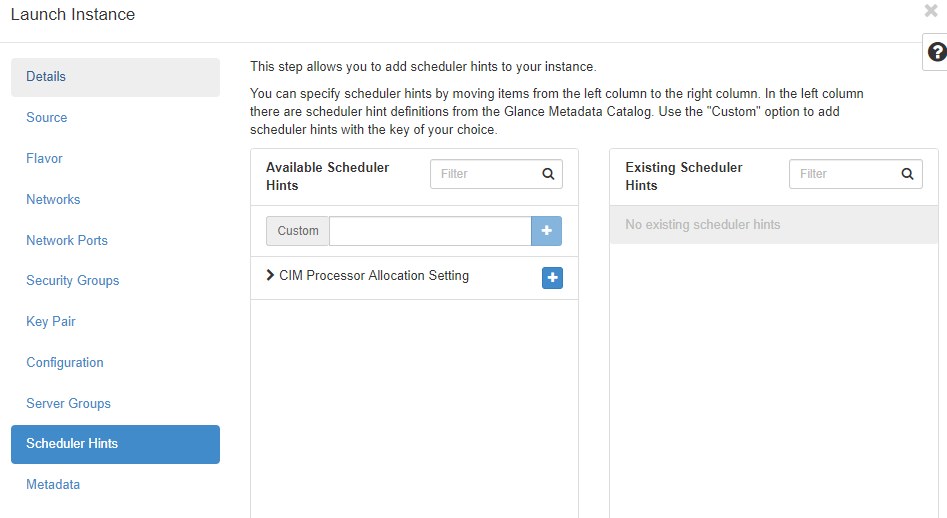 Launch Instance
Details
Source
Flavor
Networks
Network Ports
Security Groups
Key Pair
Configuration
Server Groups
Scheduler Hints
Metadata
This step allows you to add scheduler hints to your instance.
You can specify scheduler hints by moving items from the left column to the right column. In the left column
there are scheduler hint definitions from the Glance Metadata Catalog. Use the "Custom" option to add
scheduler hints with the key of your choice.
Available Scheduler
Hints
Filter
Custom
CIM Processor Allocation Setting
Existing Scheduler
Hints
Filter
No existing scheduler hints